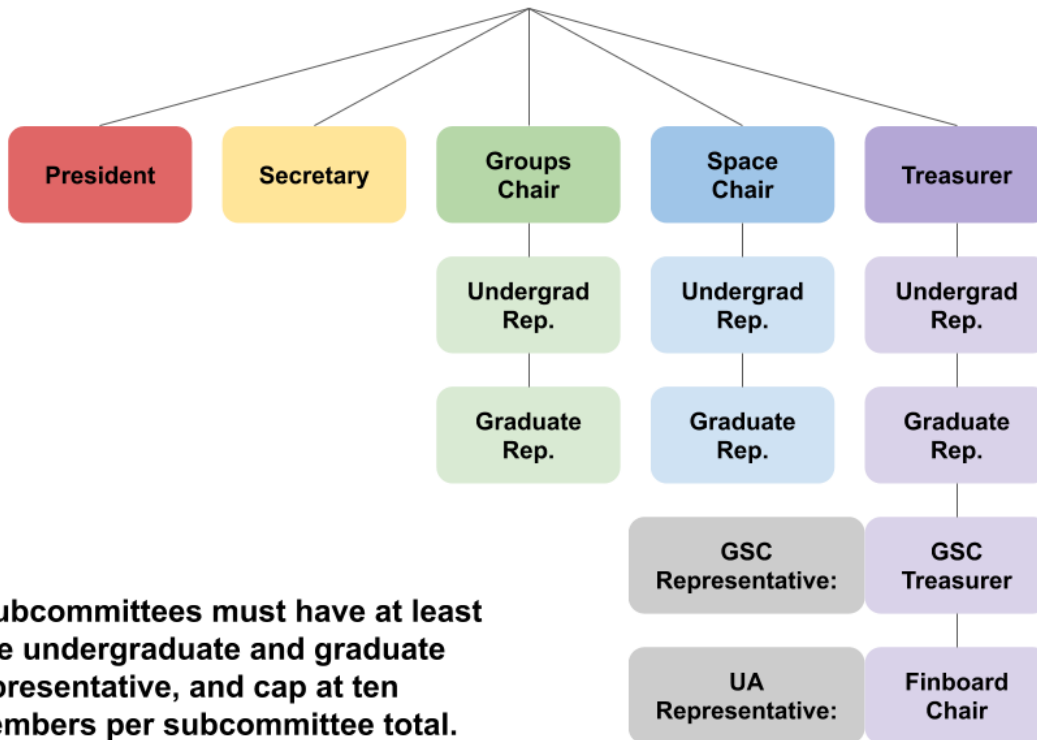 President
Secretary
Groups
Chair
Space
Chair
Treasurer
Undergrad
Rep.
Undergrad
Rep.
Undergrad
Rep.
Graduate
Rep.
Graduate
Rep.
Graduate
Rep.
GSC
Representative:
GSC
Treasurer
UA
Representative:
Finboard
Chair
ubcommittees must have at least
e undergraduate and graduate
presentative, and cap at ten
embers per subcommittee total.